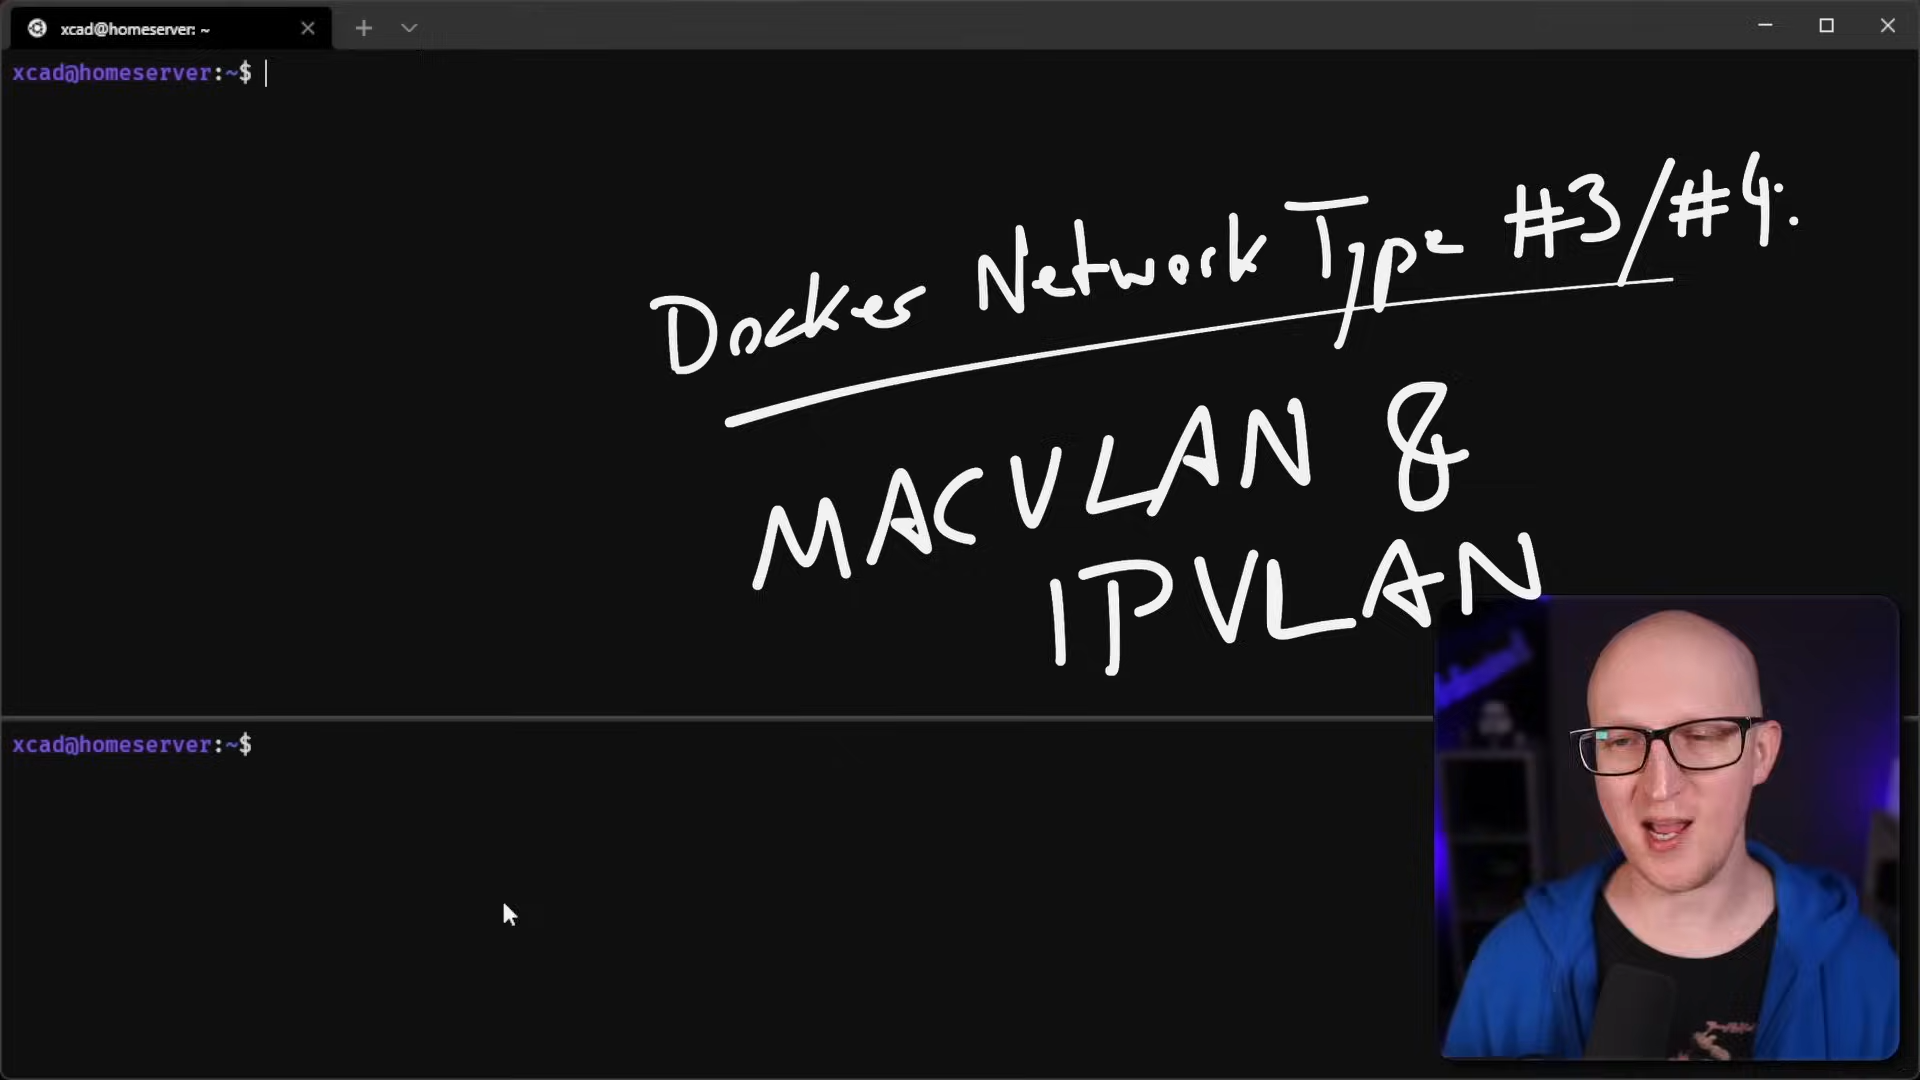 xcad@homeserver: ~
xcad@homeserver:~$
Docker Network Type #3/#4:
MACVLAN &
IPVLAN
xcad@homeserver:~$